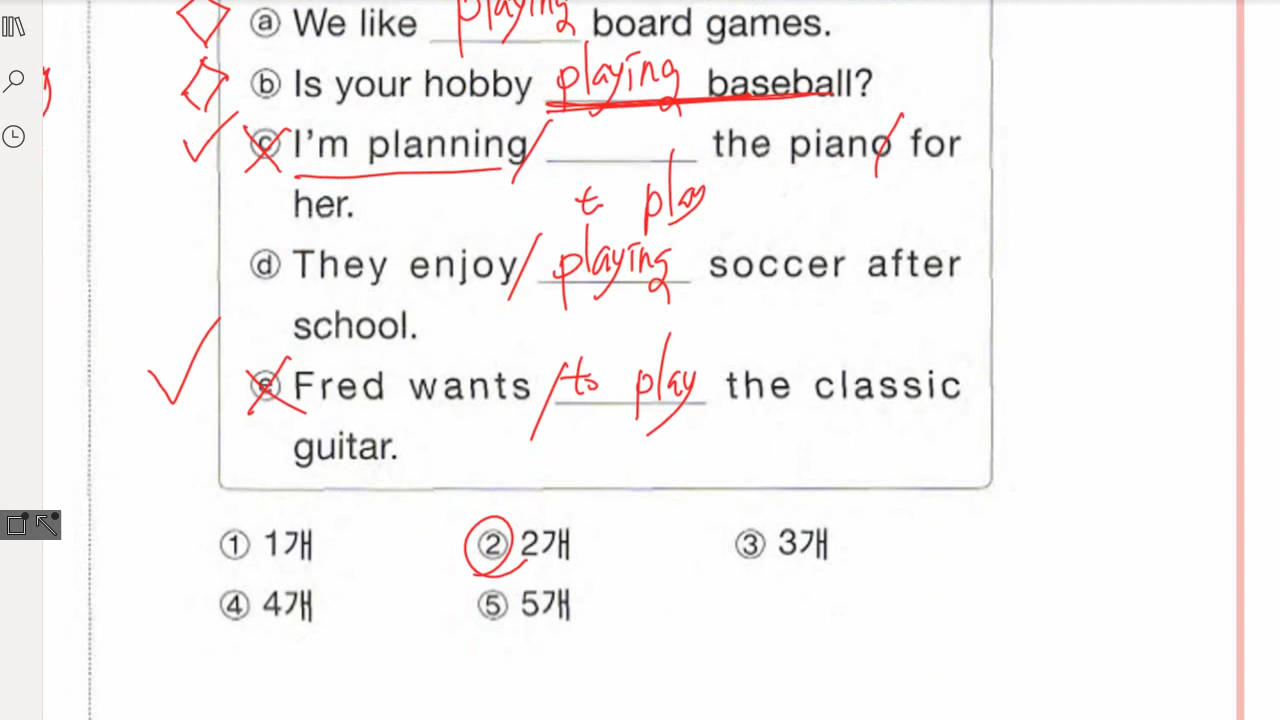 ⓐ We like playing board games.
ⓑ Is your hobby playing baseball?
ⓒ I'm planning ______ the piano for
her.
to play
ⓓ They enjoy playing soccer after
school.
ⓔ Fred wants to play the classic
guitar.
① 1개 ② 2개 ③ 3개
④ 4개 ⑤ 5개